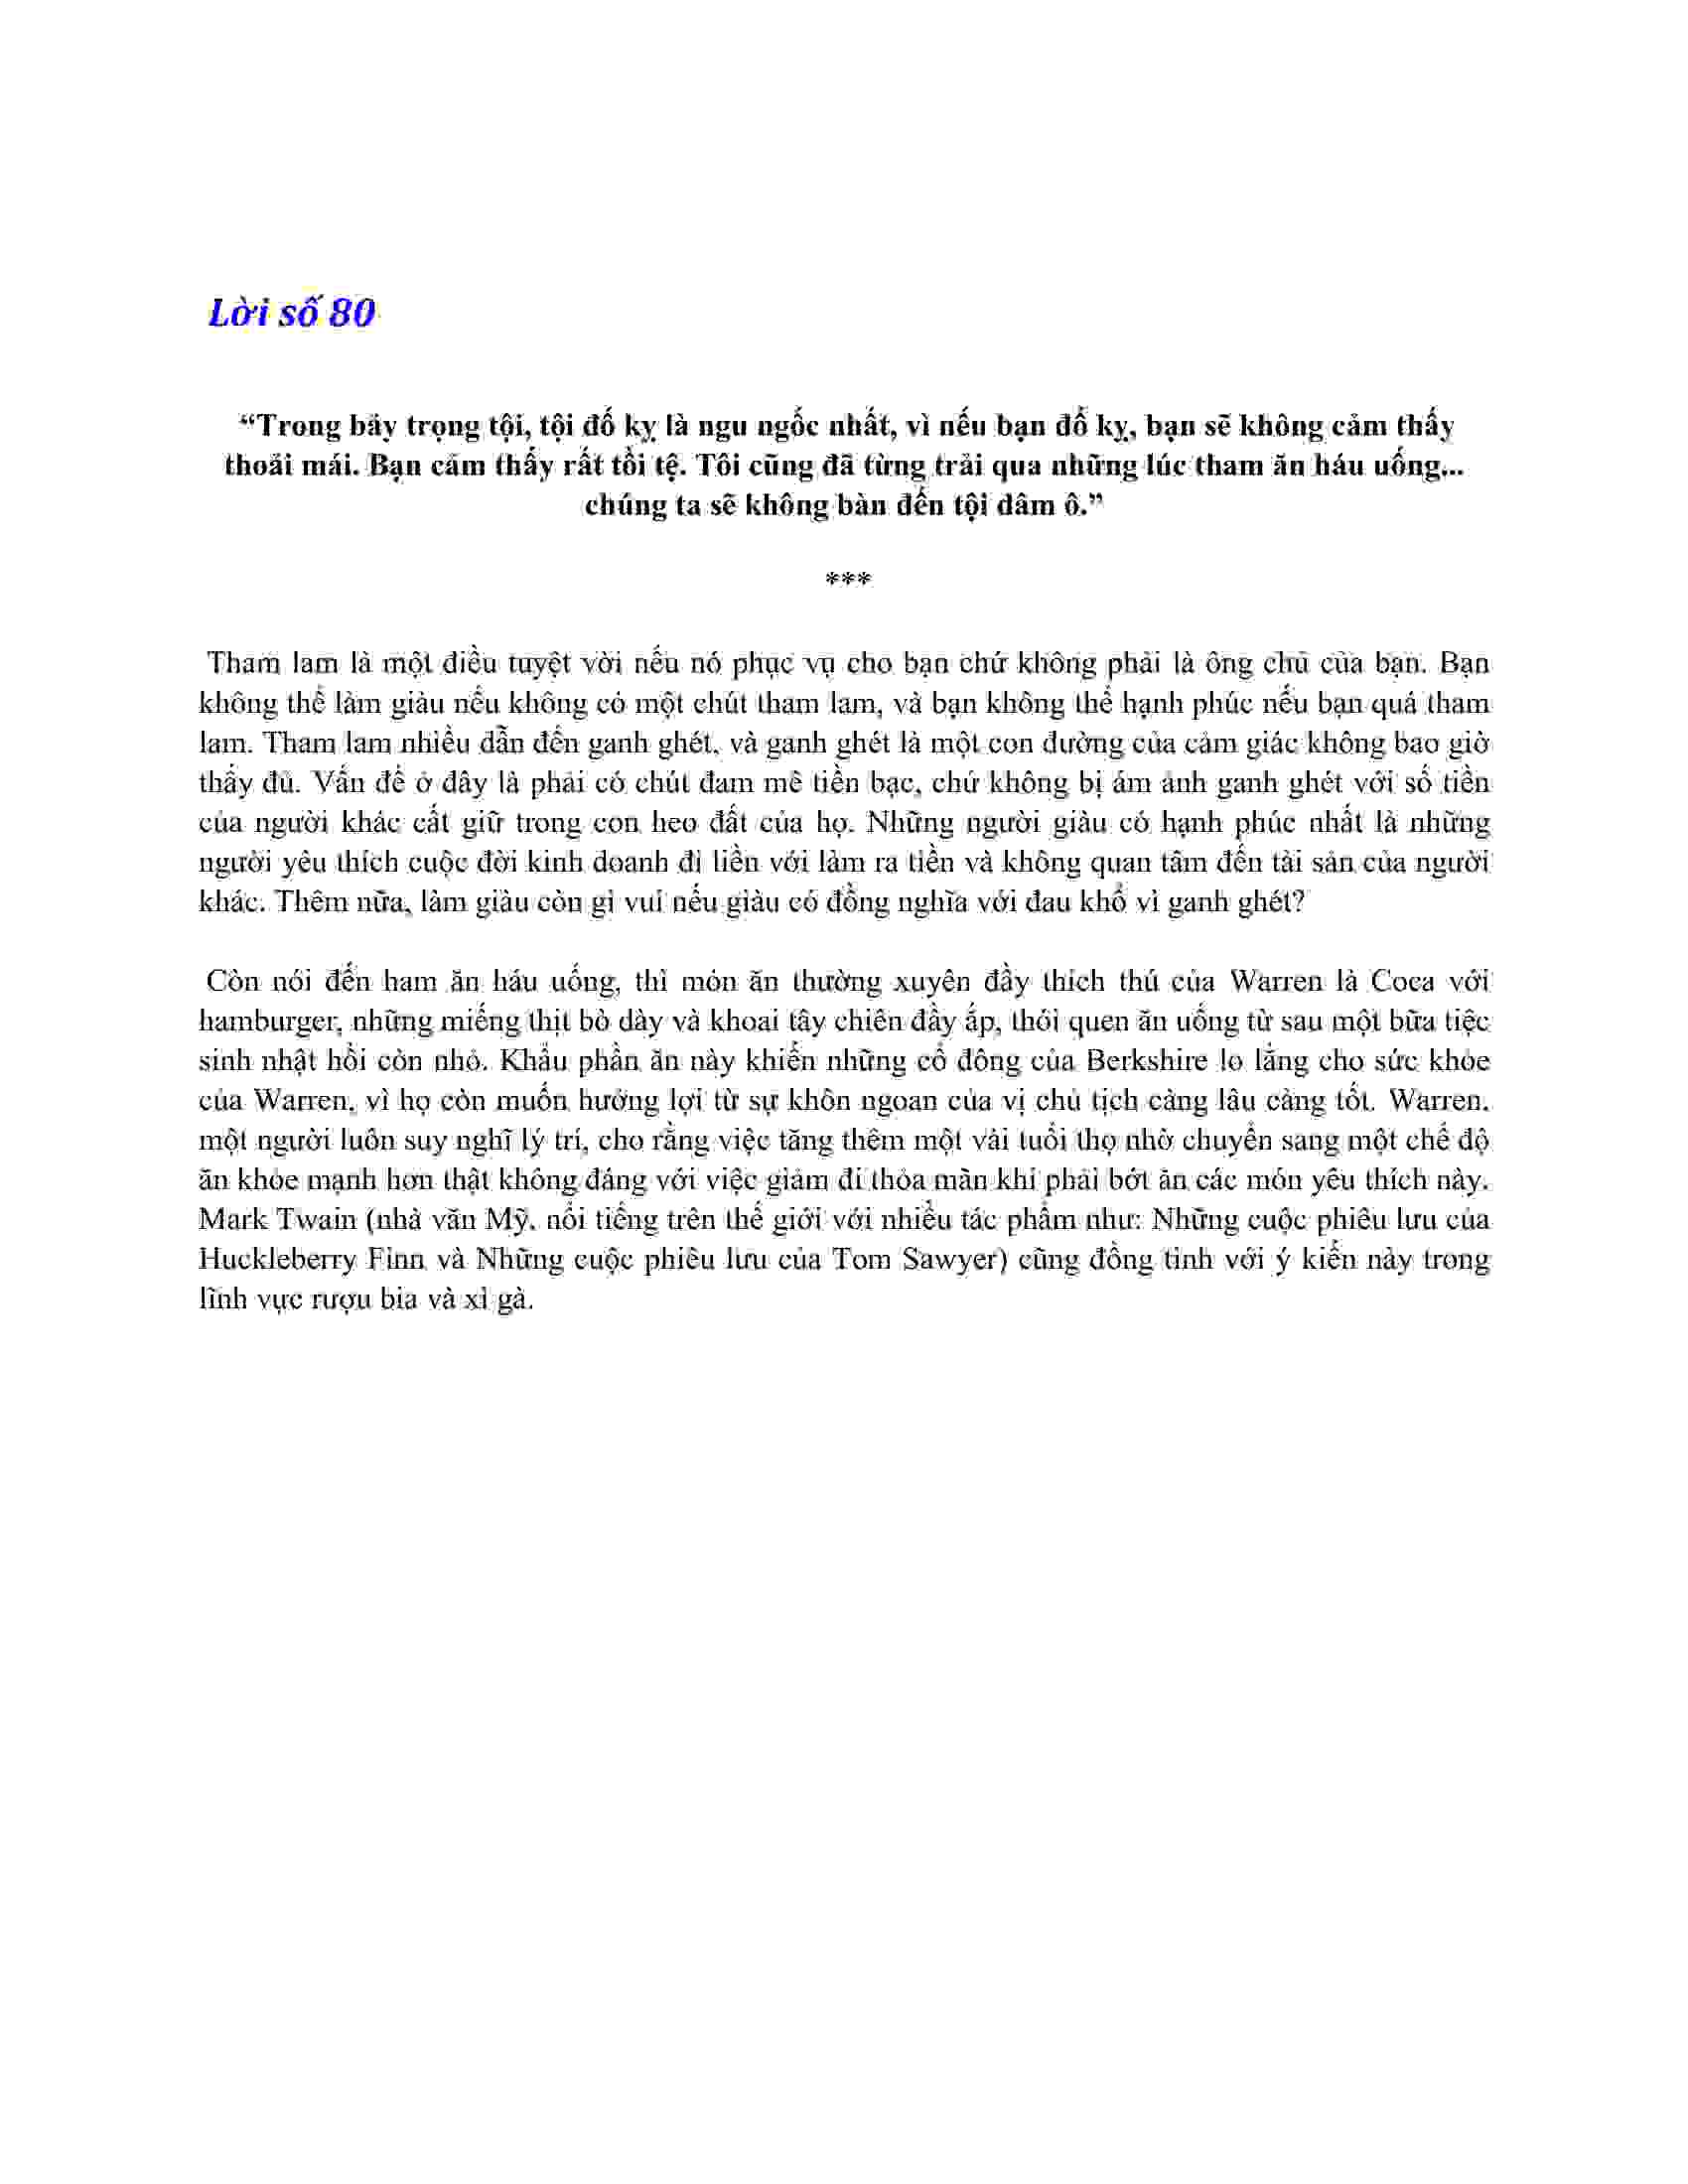 Lời số 80
“Trong bảy trọng tội, tội đố kỵ là ngu ngốc nhất, vì nếu bạn đố kỵ, bạn sẽ không cảm thấy
thoải mái. Bạn cảm thấy rất tồi tệ. Tôi cũng đã từng trải qua những lúc tham ăn háu uống...
chúng ta sẽ không bàn đến tội dâm ô.”
***
Tham lam là một điều tuyệt vời nếu nó phục vụ cho bạn chứ không phải là ông chủ của bạn. Bạn
không thể làm giàu nếu không có một chút tham lam, và bạn không thể hạnh phúc nếu bạn quá tham
lam. Tham lam nhiều dẫn đến ganh ghét, và ganh ghét là một con đường của cảm giác không bao giờ
thấy đủ. Vấn đề ở đây là phải có chút đam mê tiền bạc, chứ không bị ám ảnh ganh ghét với số tiền
của người khác cất giữ trong con heo đất của họ. Những người giàu có hạnh phúc nhất là những
người yêu thích cuộc đời kinh doanh đi liền với làm ra tiền và không quan tâm đến tài sản của người
khác. Thêm nữa, làm giàu còn gì vui nếu giàu có đồng nghĩa với đau khổ vì ganh ghét?
Còn nói đến ham ăn háu uống, thì món ăn thường xuyên đầy thích thú của Warren là Coca với
hamburger, những miếng thịt bò dày và khoai tây chiên đầy ắp, thói quen ăn uống từ sau một bữa tiệc
sinh nhật hồi còn nhỏ. Khẩu phần ăn này khiến những cổ đông của Berkshire lo lắng cho sức khỏe
của Warren, vì họ còn muốn hưởng lợi từ sự khôn ngoan của vị chủ tịch càng lâu càng tốt. Warren,
một người luôn suy nghĩ lý trí, cho rằng việc tăng thêm một vài tuổi thọ nhờ chuyển sang một chế độ
ăn khỏe mạnh hơn thật không đáng với việc giảm đi thỏa mãn khi phải bớt ăn các món yêu thích này.
Mark Twain (nhà văn Mỹ, nổi tiếng trên thế giới với nhiều tác phẩm như: Những cuộc phiêu lưu của
Huckleberry Finn và Những cuộc phiêu lưu của Tom Sawyer) cũng đồng tình với ý kiến này trong
lĩnh vực rượu bia và xì gà.